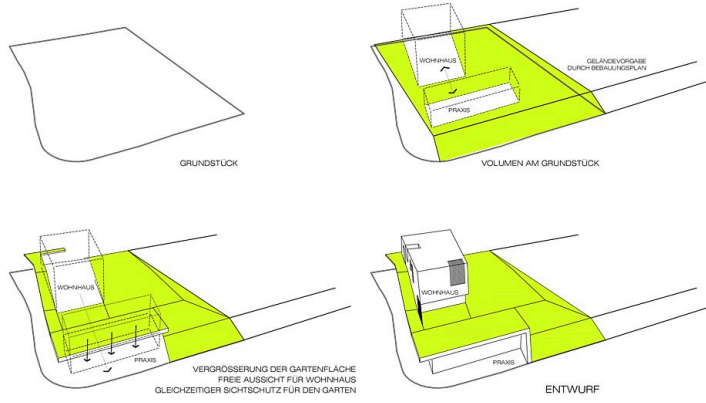 GRUNDSTÜCK
WOHNHAUS
PRAXIS
GELÄNDEVORGABE
DURCH BEBAUUNGSPLAN
VOLUMEN AM GRUNDSTÜCK
WOHNHAUS
PRAXIS
VERGRÖSSERUNG DER GARTENFLÄCHE
FREIE AUSSICHT FÜR WOHNHAUS
GLEICHZEITIGER SICHTSCHUTZ FÜR DEN GARTEN
WOHNHAUS
PRAXIS
ENTWURF